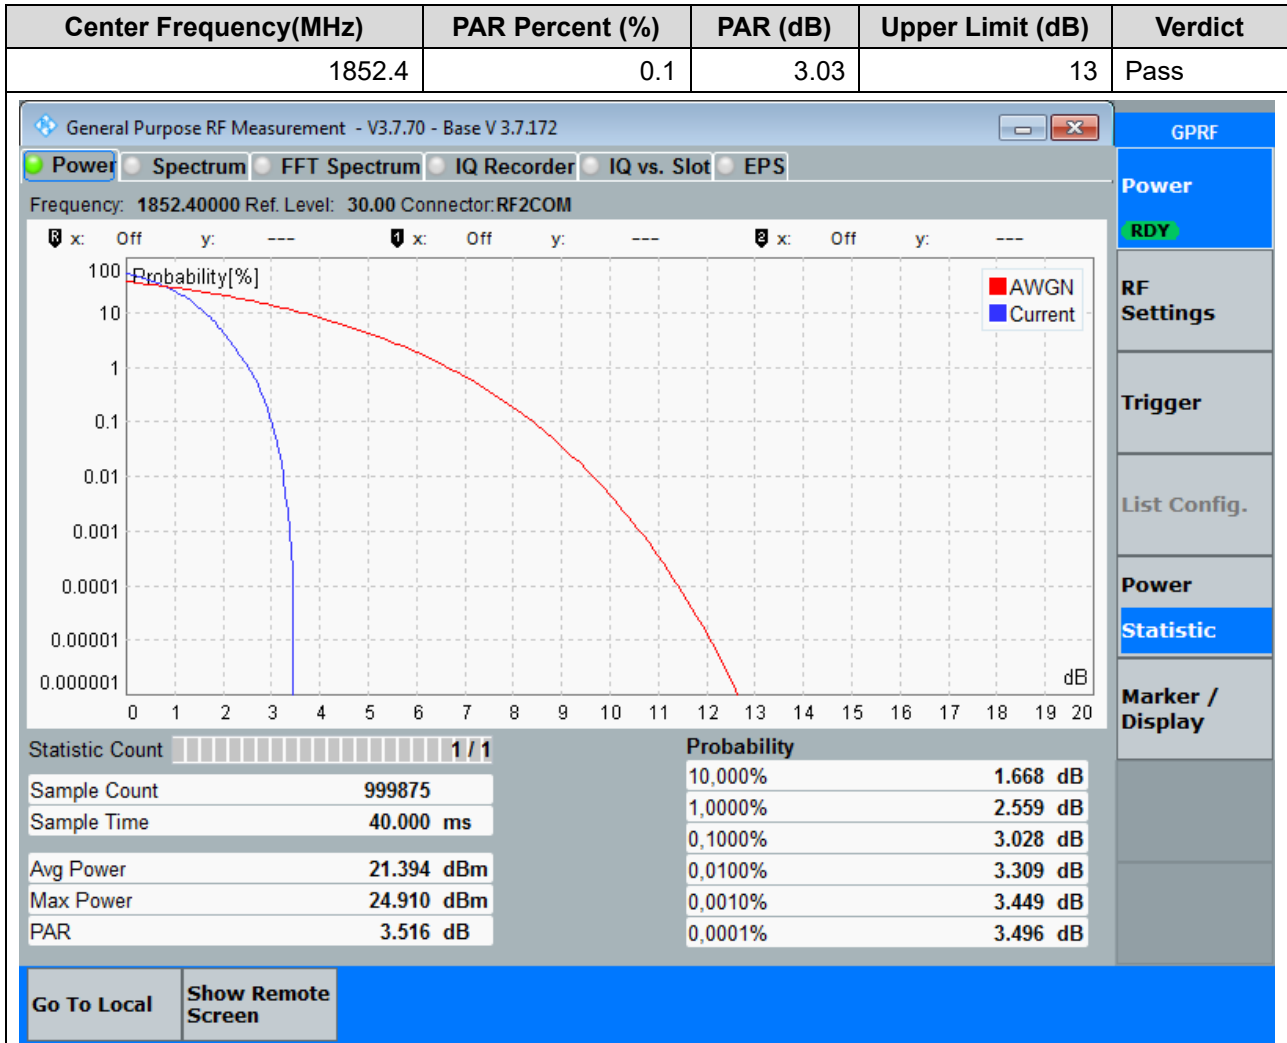 Center Frequency(MHz) PAR Percent (%) PAR (dB) Upper Limit (dB) Verdict
1852.4 0.1 3.03 13 Pass
General Purpose RF Measurement - V3.7.70 - Base V 3.7.172
GPRF
Power Spectrum FFT Spectrum IQ Recorder IQ vs. Slot EPS
Power
RDY
Frequency: 1852.40000 Ref. Level: 30.00 Connector:RF2COM
R x: Off y: --- 1 x: Off y: --- 2 x: Off y: ---
Probability[%]
AWGN
Current
100
10
1
0.1
0.01
0.001
0.0001
0.00001
0.000001
dB
0 1 2 3 4 5 6 7 8 9 10 11 12 13 14 15 16 17 18 19 20
RF
Settings
Trigger
List Config.
Power
Statistic
Marker /
Display
Statistic Count 1 / 1
Sample Count 999875
Sample Time 40.000 ms
Avg Power 21.394 dBm
Max Power 24.910 dBm
PAR 3.516 dB
Probability
10,000% 1.668 dB
1,0000% 2.559 dB
0,1000% 3.028 dB
0,0100% 3.309 dB
0,0010% 3.449 dB
0,0001% 3.496 dB
Go To Local
Show Remote
Screen